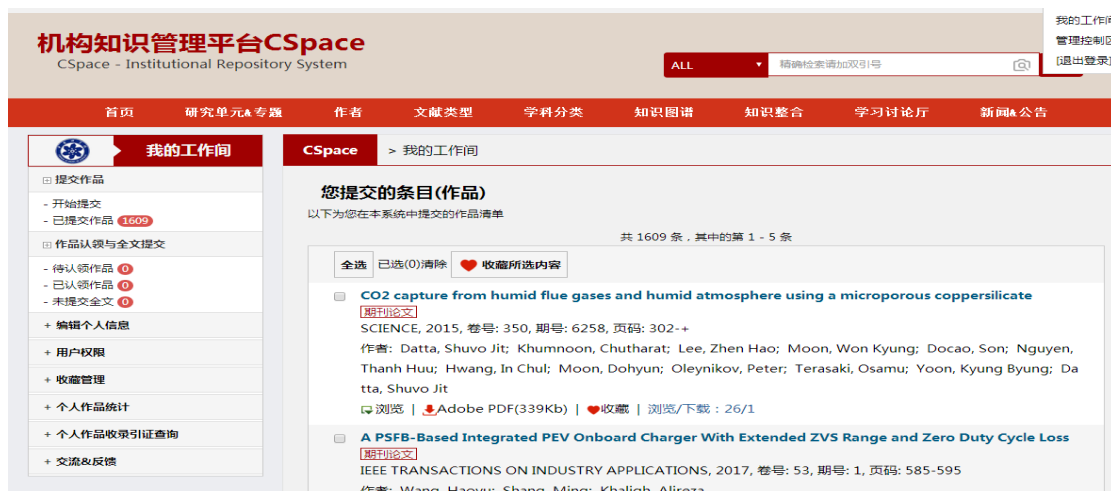 我的工作间
管理控制区
[退出登录]
机构知识管理平台CSpace
CSpace - Institutional Repository System
ALL
精确检索请加双引号
首页 研究单元&专题 作者 文献类型 学科分类 知识图谱 知识整合 学习讨论厅 新闻&公告
我的工作间
提交作品
- 开始提交
- 已提交作品 1609
作品认领与全文提交
- 待认领作品 0
- 已认领作品 0
- 未提交全文 0
+ 编辑个人信息
+ 用户权限
+ 收藏管理
+ 个人作品统计
+ 个人作品收录引证查询
+ 交流&反馈
CSpace > 我的工作间
您提交的条目(作品)
以下为您在本系统中提交的作品清单
共 1609 条，其中的第 1 - 5 条
全选 已选(0)清除 收藏所选内容
CO2 capture from humid flue gases and humid atmosphere using a microporous coppersilicate
期刊论文
SCIENCE, 2015, 卷号: 350, 期号: 6258, 页码: 302-+
作者: Datta, Shuvo Jit; Khumnoon, Chutharat; Lee, Zhen Hao; Moon, Won Kyung; Docao, Son; Nguyen,
Thanh Huu; Hwang, In Chul; Moon, Dohyun; Oleynikov, Peter; Terasaki, Osamu; Yoon, Kyung Byung; Da
tta, Shuvo Jit
浏览 | Adobe PDF(339Kb) | 收藏 | 浏览/下载：26/1
A PSFB-Based Integrated PEV Onboard Charger With Extended ZVS Range and Zero Duty Cycle Loss
期刊论文
IEEE TRANSACTIONS ON INDUSTRY APPLICATIONS, 2017, 卷号: 53, 期号: 1, 页码: 585-595
作者: Wang, Haoyu; Shang, Ming; Khaligh, Alireza